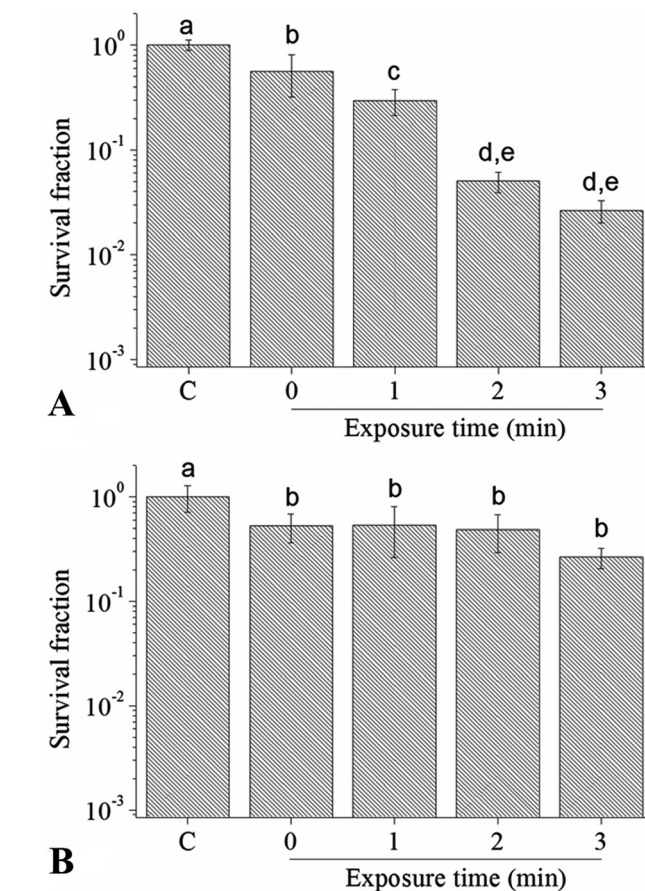 a
b
c
d,e
d,e
10⁰
10⁻¹
10⁻²
10⁻³
Survival fraction
C 0 1 2 3
Exposure time (min)
A
a
b
b
b
b
10⁰
10⁻¹
10⁻²
10⁻³
Survival fraction
C 0 1 2 3
Exposure time (min)
B